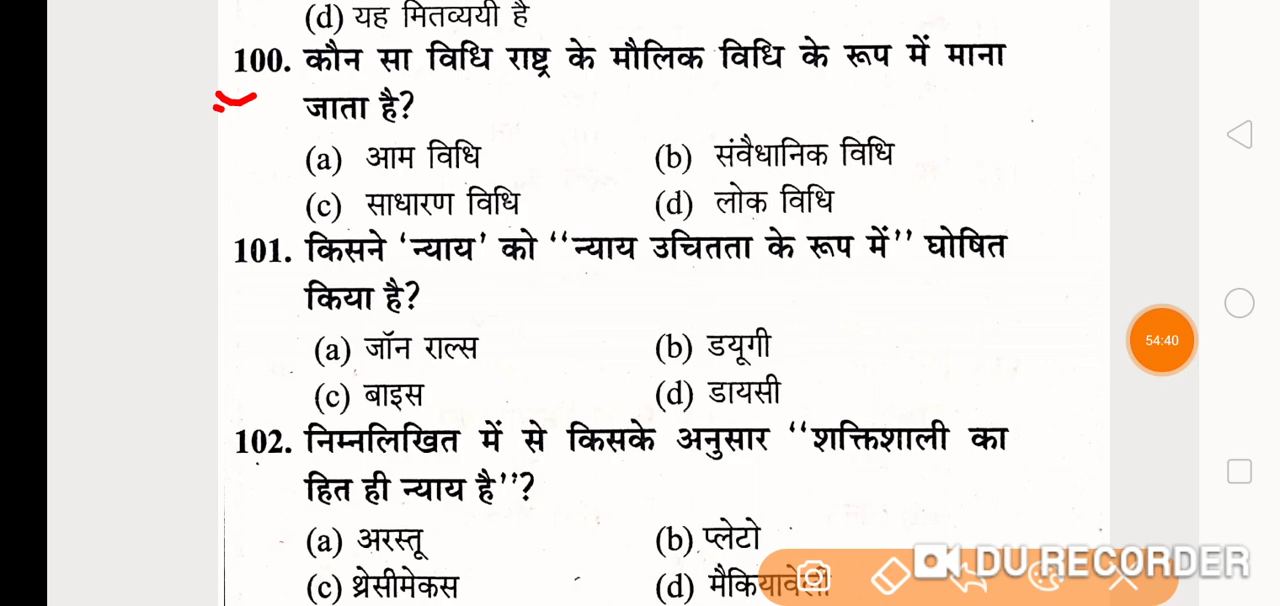 (d) यह मितव्ययी है
100. कौन सा विधि राष्ट्र के मौलिक विधि के रूप में माना
जाता है?
(a) आम विधि (b) संवैधानिक विधि
(c) साधारण विधि (d) लोक विधि
101. किसने ‘न्याय’ को ‘‘न्याय उचितता के रूप में’’ घोषित
किया है?
(a) जॉन राल्स (b) डयूगी
(c) बाइस (d) डायसी
54:40
102. निम्नलिखित में से किसके अनुसार ‘‘शक्तिशाली का
हित ही न्याय है’’?
(a) अरस्तू (b) प्लेटो
(c) थ्रेसीमेकस (d) मैकियावेली
DU RECORDER